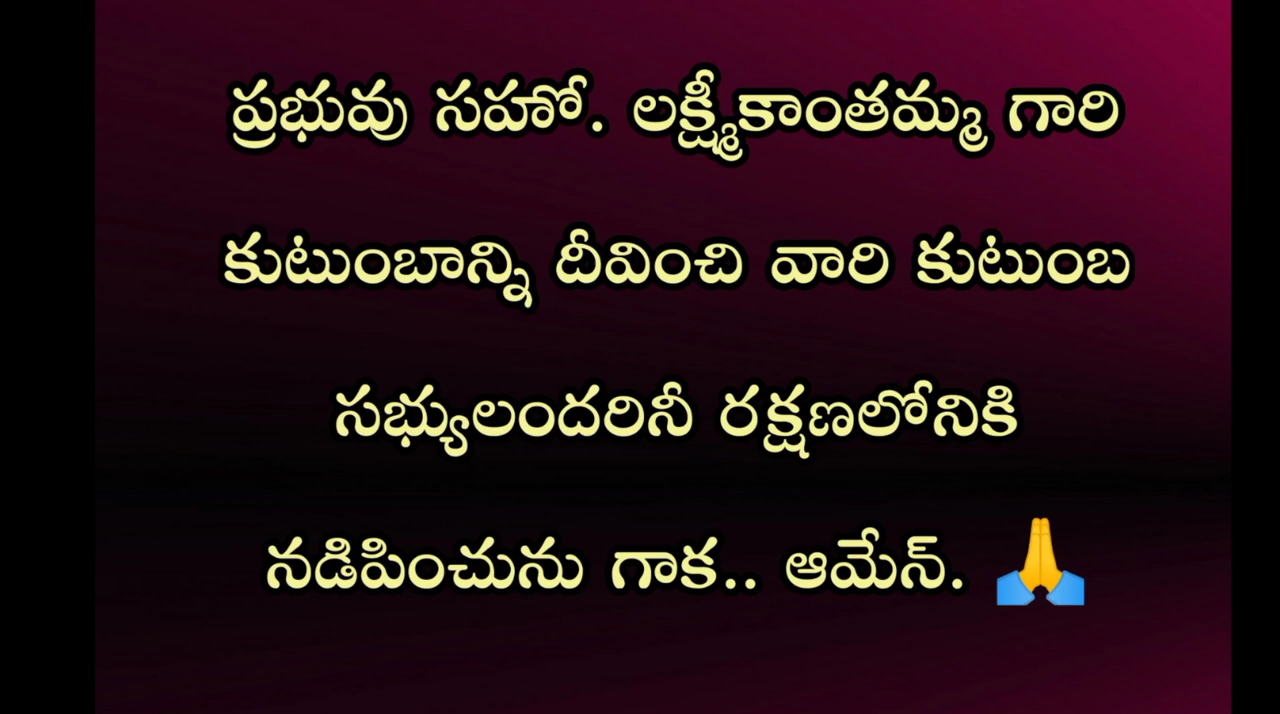 ప్రభువు సహో. లక్ష్మీకాంతమ్మ గారి
కుటుంబాన్ని దీవించి వారి కుటుంబ
సభ్యులందరినీ రక్షణలోనికి
నడిపించును గాక.. ఆమేన్. 🙏